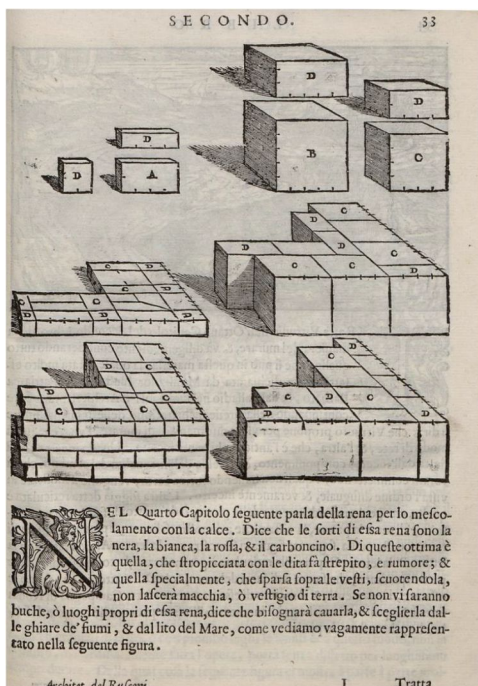 SECONDO. 33
D
D
D
D A B C
NEL Quarto Capitolo seguente parla della rena per lo mesco-
lamento con la calce. Dice che le sorti di essa rena sono la
nera, la bianca, la rossa, & il carboncino. Di queste ottima è
quella, che stropicciata con le dita fà strepito, e rumore; &
quella specialmente, che sparsa sopra le vesti, scuotendola,
non lascerà macchia, ò vestigio di terra. Se non vi saranno
buche, ò luoghi propri di essa rena, dice che bisognarà cauarla, & sceglierla dal-
le ghiare de' fiumi, & dal lito del Mare, come vediamo vagamente rappresen-
tato nella seguente figura.
Architet. del Rusconi. I Tratta